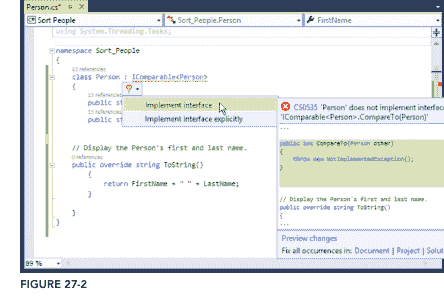 Person.cs*
Sort People
Sort_People.Person
FirstName
using System.Threading.Tasks;
namespace Sort_People
{
13 references
class Person : IComparable<Person>
{
public st
Implement interface
public st
Implement interface explicitly
CS0535 'Person' does not implement interface
'IComparable<Person>.CompareTo(Person)'
...
public int CompareTo(Person other)
{
throw new NotImplementedException();
}
// Display the Person's first and last name.
public override string ToString()
{
...
Preview changes
Fix all occurrences in: Document | Project | Solut
// Display the Person's first and last name.
0 references
public override string ToString()
{
return FirstName + " " + LastName;
}
}
}
89 %
FIGURE 27-2